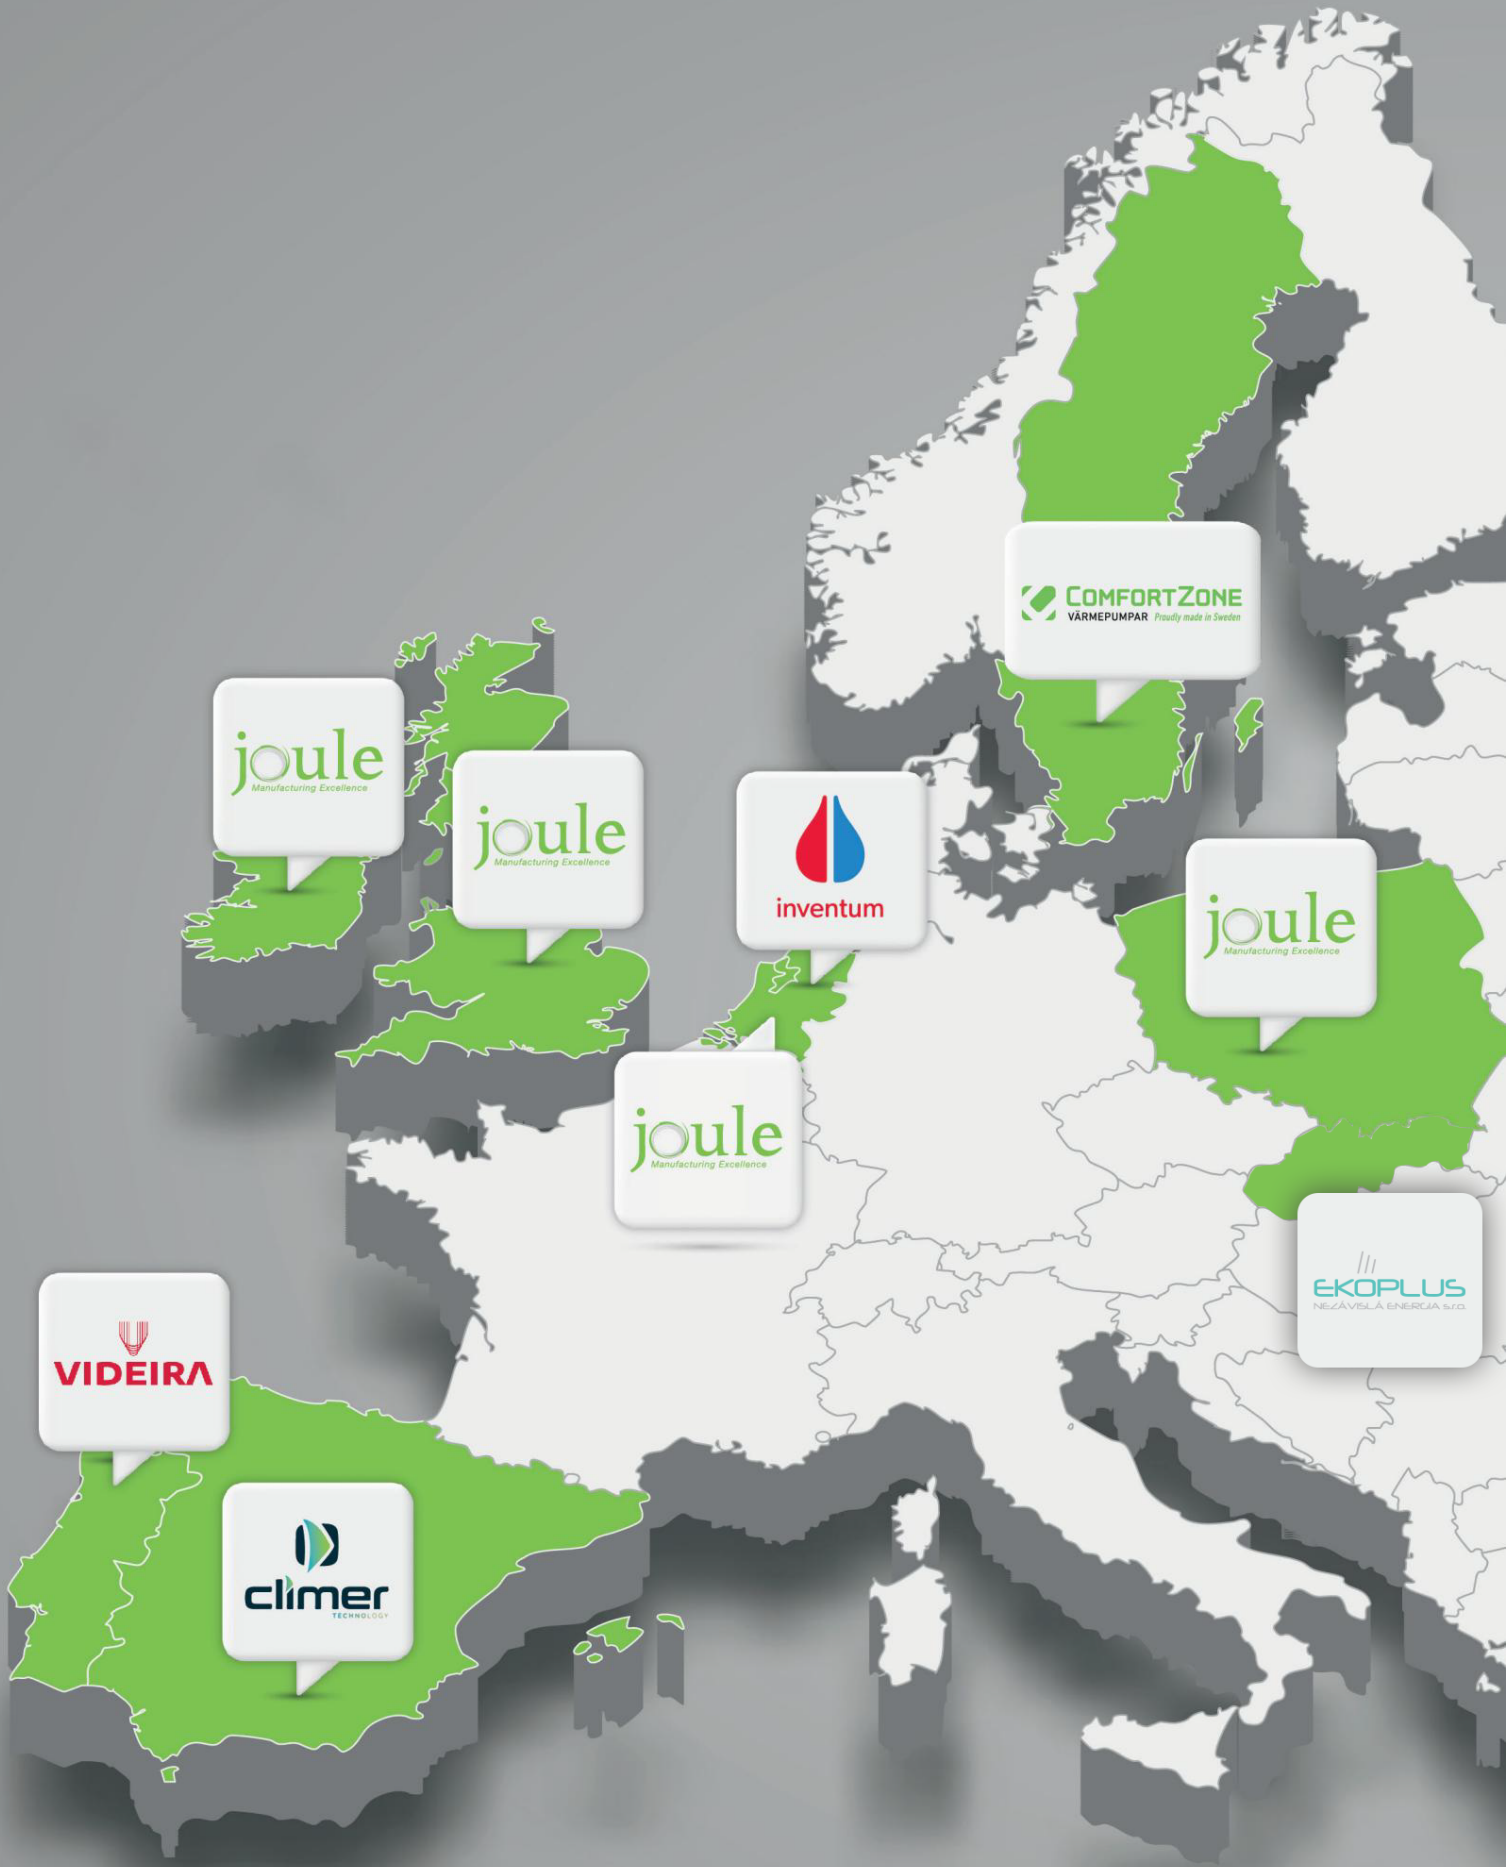 COMFORTZONE
VÄRMEPUMPAR Proudly made in Sweden
joule
Manufacturing Excellence
joule
Manufacturing Excellence
inventum
joule
Manufacturing Excellence
joule
Manufacturing Excellence
EKOPLUS
NEZÁVISLÁ ENERGIA s.r.o.
VIDEIRA
climer
TECHNOLOGY